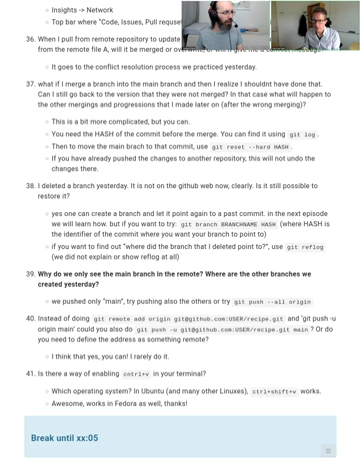 Insights -> Network
Top bar where "Code, Issues, Pull reques
36. When I pull from remote repository to update
from the remote file A, will it be merged or
It goes to the conflict resolution process we practiced yesterday.
37. what if I merge a branch into the main branch and then I realize I shouldnt have done that.
Can I still go back to the version that they were not merged? In that case what will happen to
the other mergings and progressions that I made later on (after the wrong merging)?
This is a bit more complicated, but you can.
You need the HASH of the commit before the merge. You can find it using git log.
Then to move the main brach to that commit, use git reset --hard HASH.
If you have already pushed the changes to another repository, this will not undo the
changes there.
38. I deleted a branch yesterday. It is not on the github web now, clearly. Is it still possible to
restore it?
yes one can create a branch and let it point again to a past commit. in the next episode
we will learn how. but if you want to try: git branch BRANCHNAME HASH (where HASH is
the identifier of the commit where you want your branch to point to)
if you want to find out "where did the branch that I deleted point to?", use git reflog
(we did not explain or show reflog at all)
39. Why do we only see the main branch in the remote? Where are the other branches we
created yesterday?
we pushed only "main", try pushing also the others or try git push --all origin
40. Instead of doing git remote add origin git@github.com:USER/recipe.git and 'git push -u
origin main' could you also do git push -u git@github.com:USER/recipe.git main ? Or do
you need to define the address as something remote?
I think that yes, you can! I rarely do it.
41. Is there a way of enabling cntrl+v in your terminal?
Which operating system? In Ubuntu (and many other Linuxes), ctrl+shift+v works.
Awesome, works in Fedora as well, thanks!
Break until xx:05